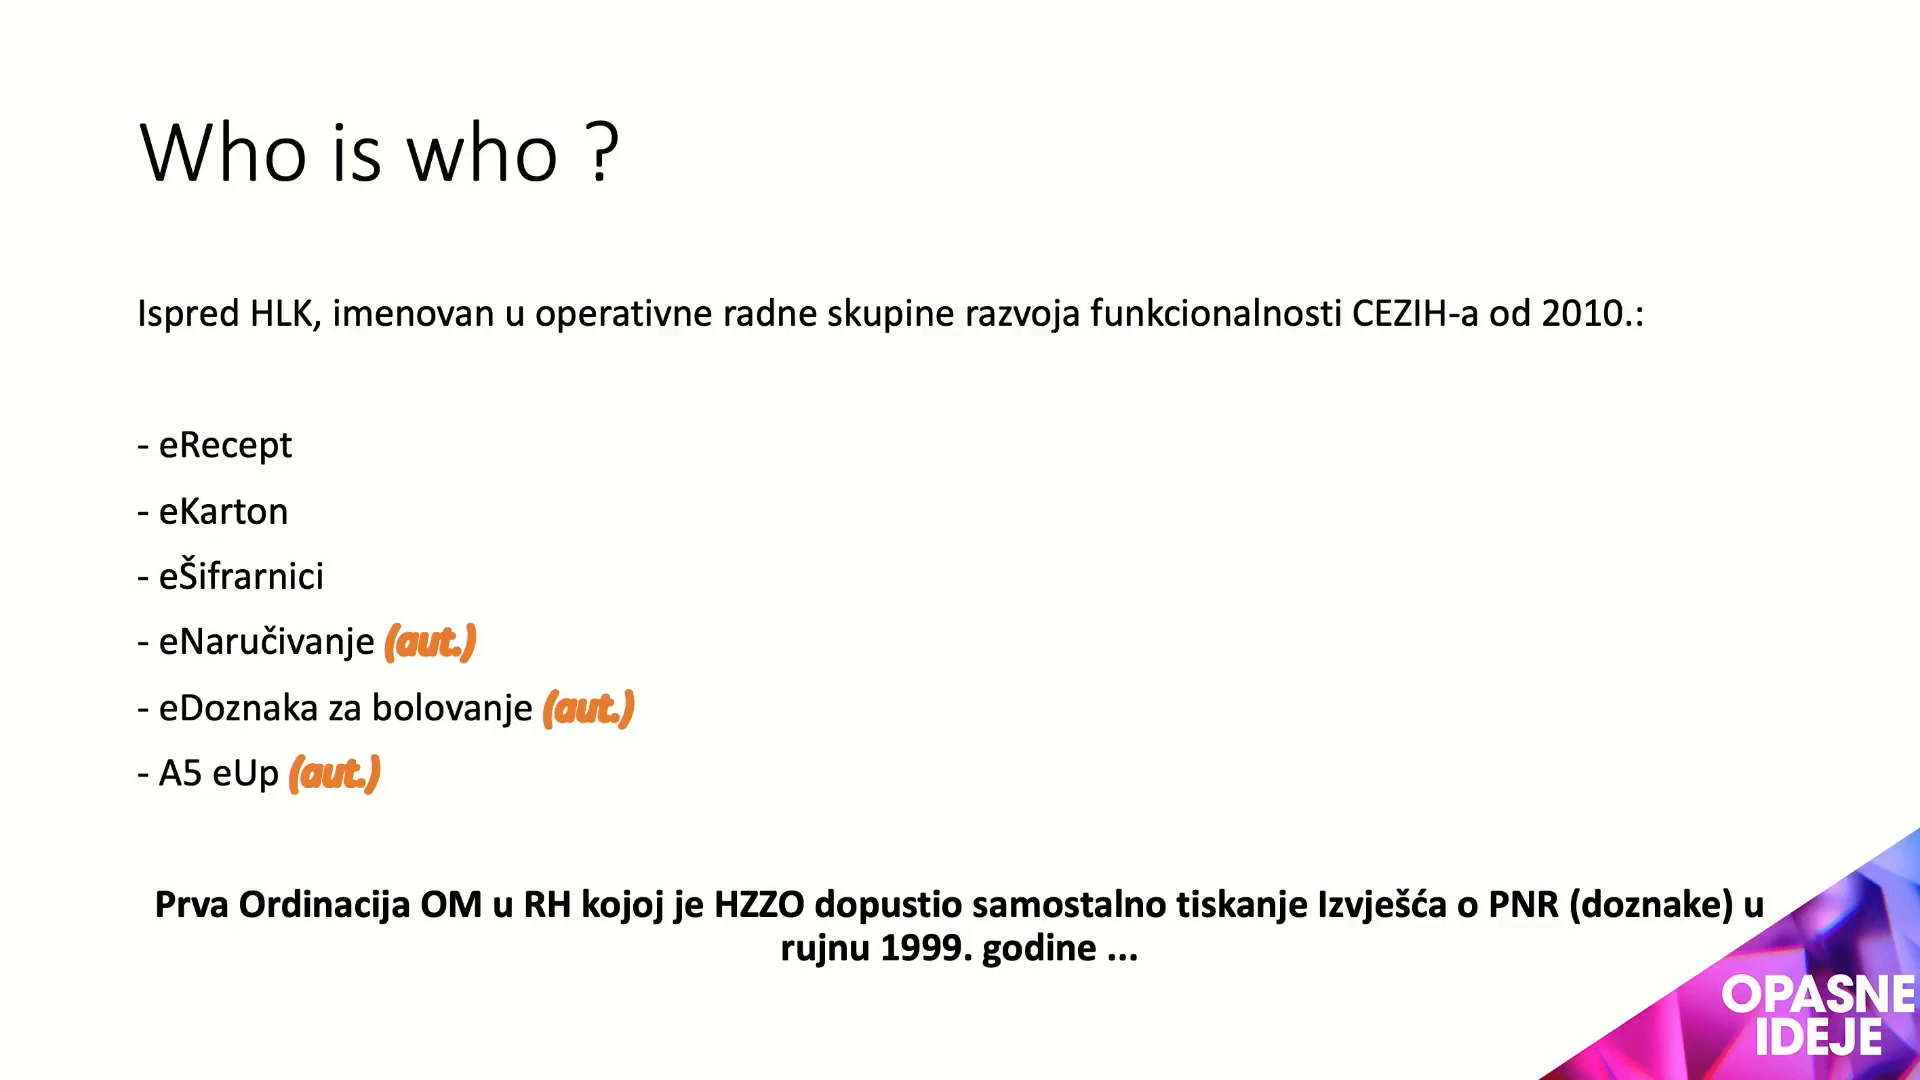 Who is who ?
Ispred HLK, imenovan u operativne radne skupine razvoja funkcionalnosti CEZIH-a od 2010.:
- eRecept
- eKarton
- eŠifrarnici
- eNaručivanje (aut.)
- eDoznaka za bolovanje (aut.)
- A5 eUp (aut.)
Prva Ordinacija OM u RH kojoj je HZZO dopustio samostalno tiskanje Izvješća o PNR (doznake) u
rujnu 1999. godine ...
OPASNE
IDEJE